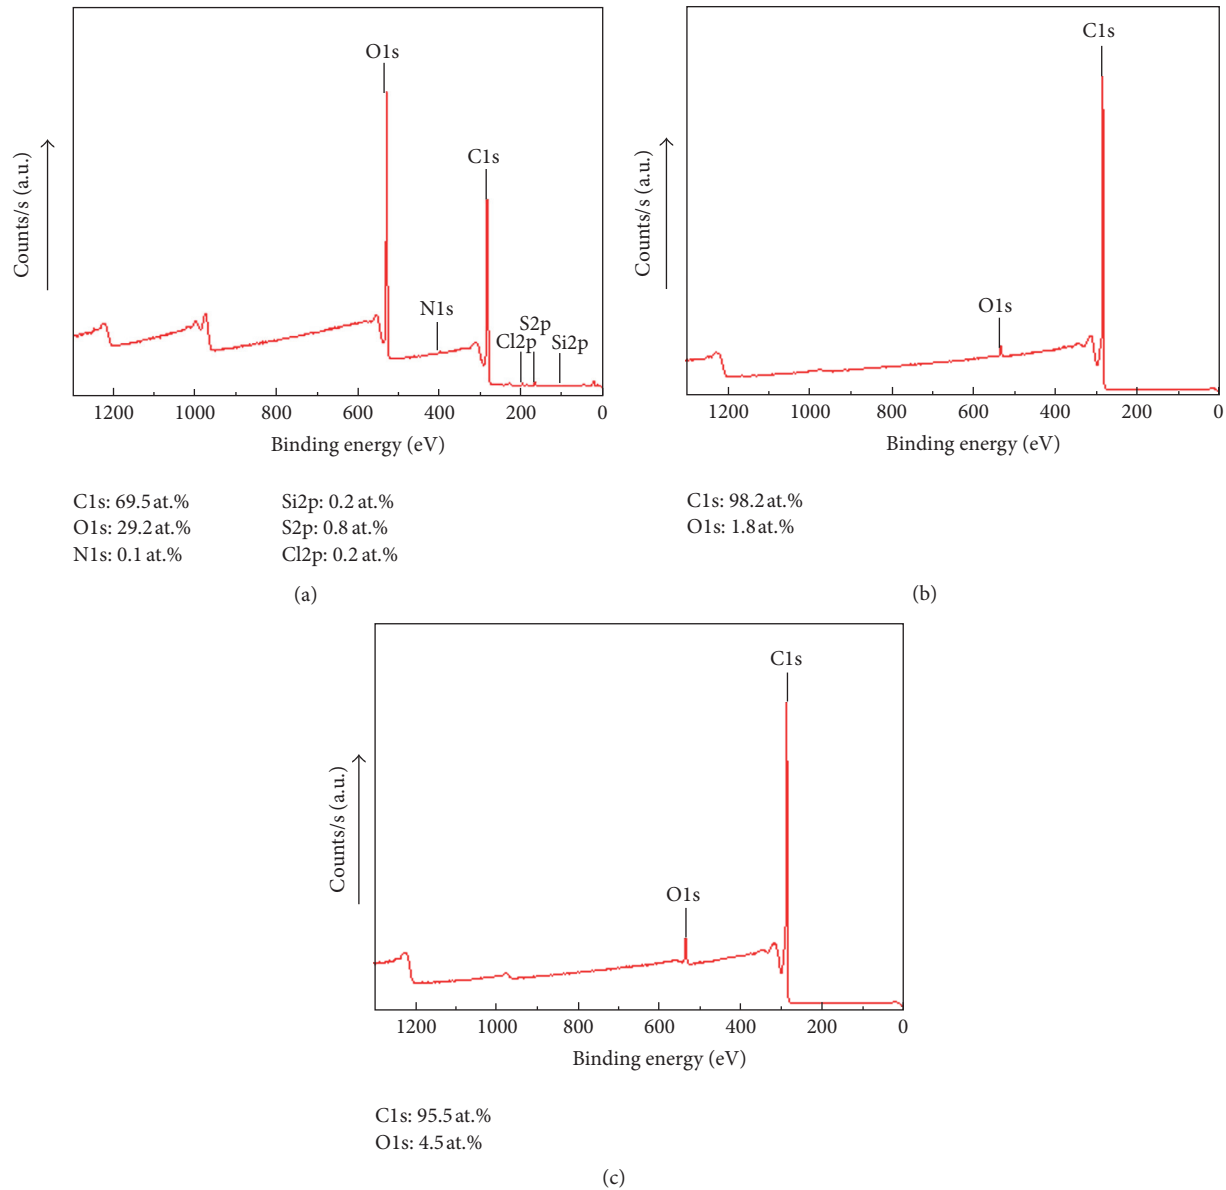 O1s
C1s
N1s
S2p
Cl2p
Si2p
Counts/s (a.u.)
1200 1000 800 600 400 200 0
Binding energy (eV)
C1s: 69.5 at.% Si2p: 0.2 at.%
O1s: 29.2 at.% S2p: 0.8 at.%
N1s: 0.1 at.% Cl2p: 0.2 at.%
(a)
C1s
O1s
Counts/s (a.u.)
1200 1000 800 600 400 200 0
Binding energy (eV)
C1s: 98.2 at.%
O1s: 1.8 at.%
(b)
C1s
O1s
Counts/s (a.u.)
1200 1000 800 600 400 200 0
Binding energy (eV)
C1s: 95.5 at.%
O1s: 4.5 at.%
(c)